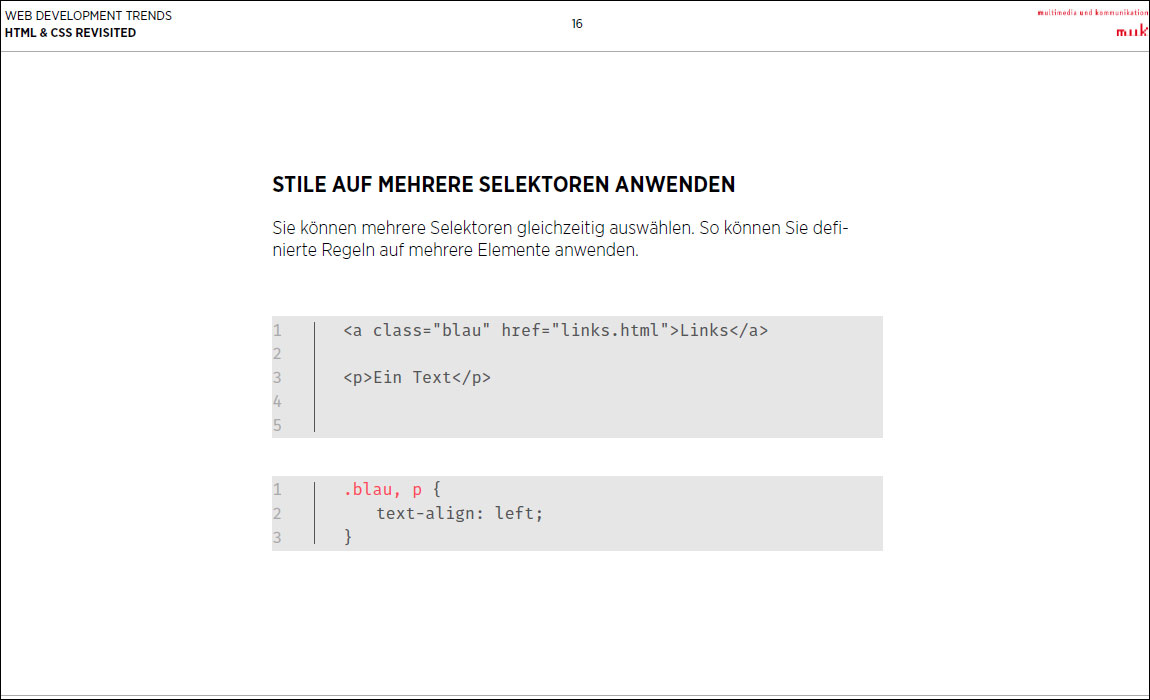 WEB DEVELOPMENT TRENDS
HTML & CSS REVISITED
16
multimedia und kommunikation
muk
STILE AUF MEHRERE SELEKTOREN ANWENDEN
Sie können mehrere Selektoren gleichzeitig auswählen. So können Sie defi-
nierte Regeln auf mehrere Elemente anwenden.
1 <a class="blau" href="links.html">Links</a>
2
3 <p>Ein Text</p>
4
5
1 .blau, p {
2 text-align: left;
3 }